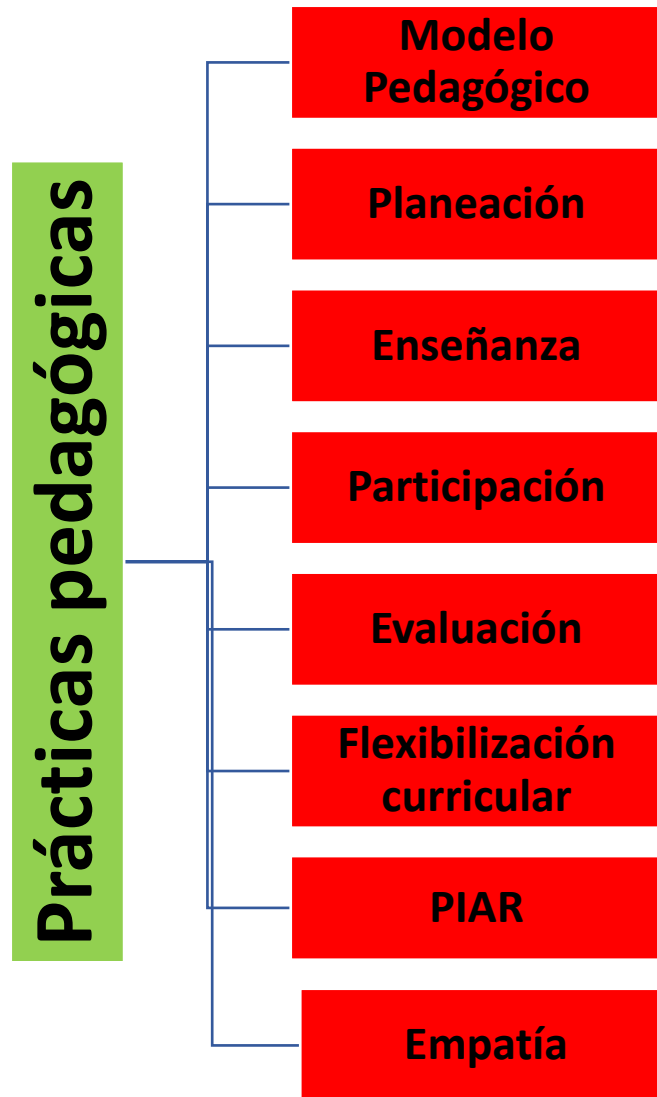 Prácticas pedagógicas
Modelo
Pedagógico
Planeación
Enseñanza
Participación
Evaluación
Flexibilización
curricular
PIAR
Empatía